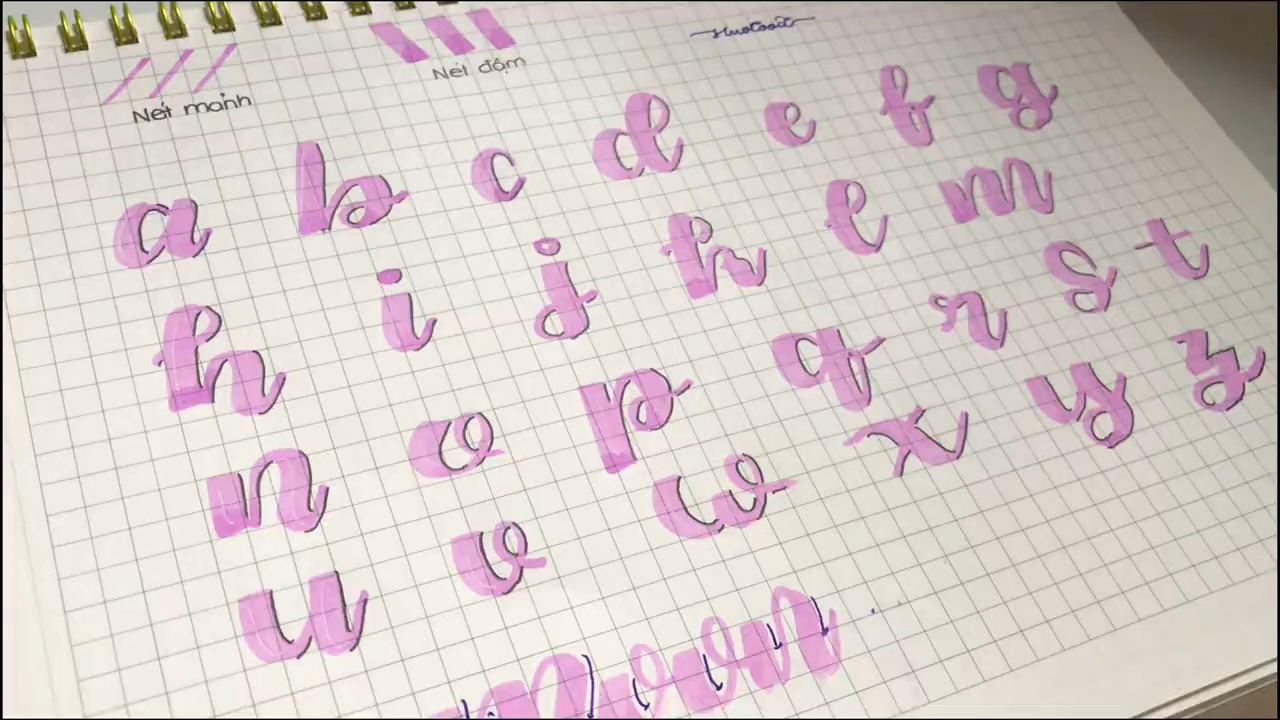 Nét mảnh
Nét đậm
a b c d e f g
h i j k l m
n o p q r s t
u v w x y z